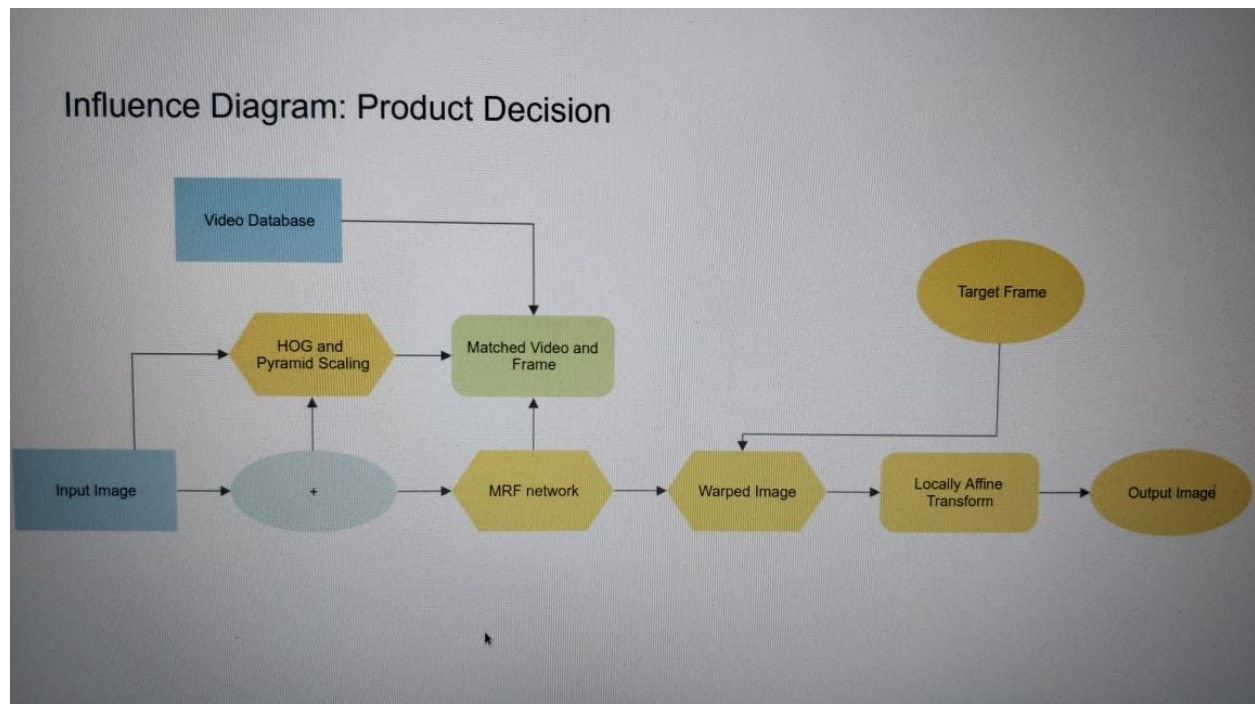 Influence Diagram: Product Decision
Video Database
Target Frame
HOG and
Pyramid Scaling
Matched Video and
Frame
Input Image
+
MRF network
Warped Image
Locally Affine
Transform
Output Image